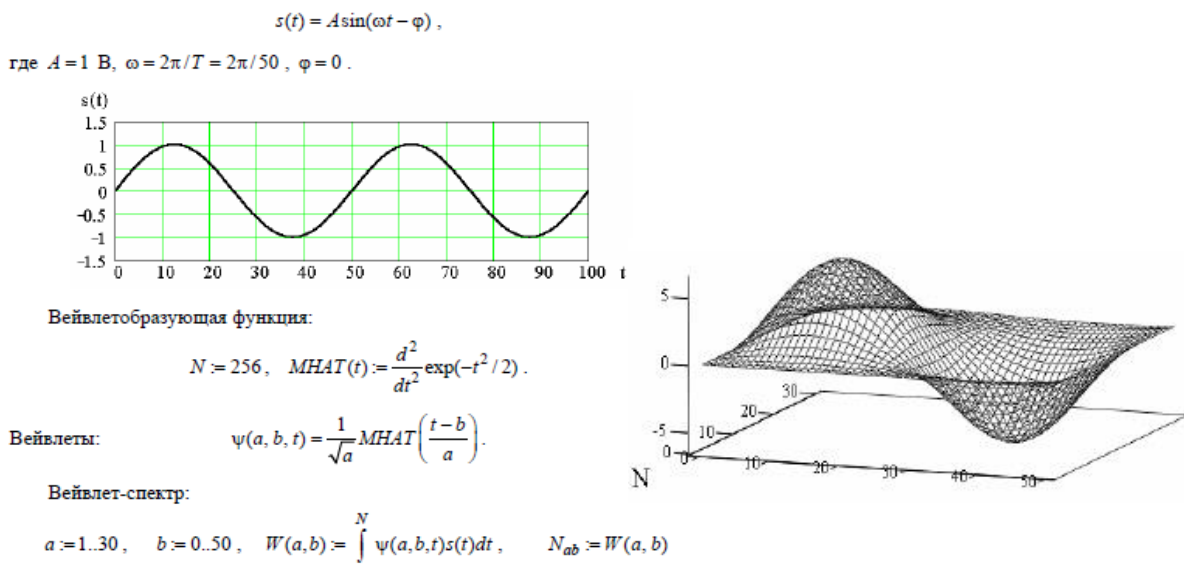 s(t) = A sin(ωt − φ) ,
где A = 1 В, ω = 2π/T = 2π/50 , φ = 0 .
s(t)
1.5
1
0.5
0
−0.5
−1
−1.5
0 10 20 30 40 50 60 70 80 90 100 t
Вейвлетобразующая функция:
N := 256 , MHAT(t) := d²/dt² exp(−t²/2) .
Вейвлеты: ψ(a, b, t) = 1/√a MHAT((t − b)/a) .
Вейвлет-спектр:
a := 1..30 , b := 0..50 , W(a,b) := ∫^N ψ(a,b,t)s(t)dt , N_ab := W(a, b)
5
0
-5
0
0
10
20
30
10
20
30
40
50
N